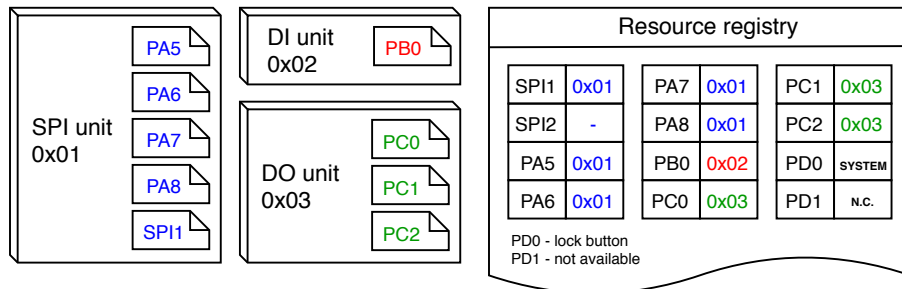 SPI unit
0x01
PA5
PA6
PA7
PA8
SPI1
DI unit
0x02
PB0
DO unit
0x03
PC0
PC1
PC2
Resource registry
SPI1 0x01
SPI2 -
PA5 0x01
PA6 0x01
PA7 0x01
PA8 0x01
PB0 0x02
PC0 0x03
PC1 0x03
PC2 0x03
PD0 SYSTEM
PD1 N.C.
PD0 - lock button
PD1 - not available